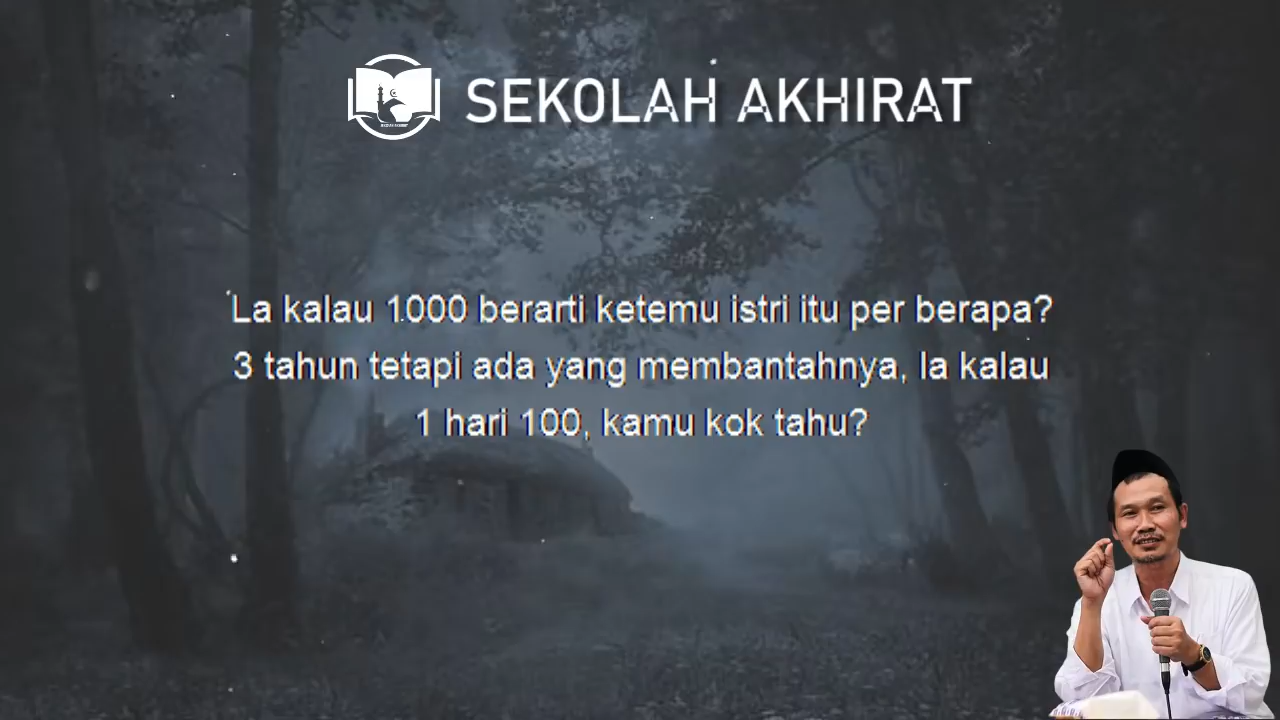 SEKOLAH AKHIRAT
La kalau 1000 berarti ketemu istri itu per berapa?
3 tahun tetapi ada yang membantahnya, la kalau
1 hari 100, kamu kok tahu?